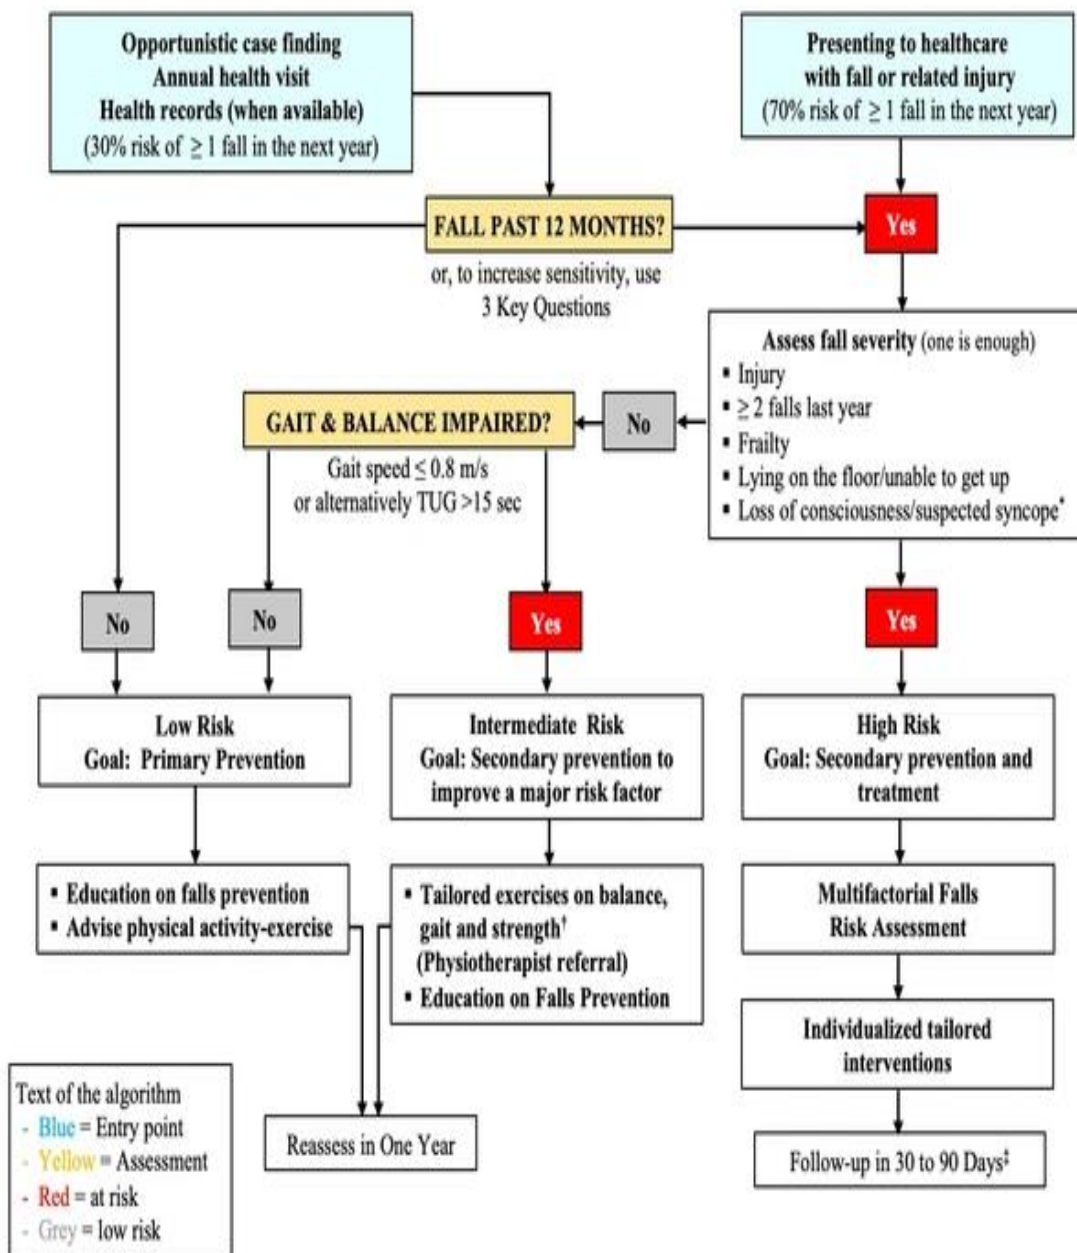 Opportunistic case finding
Annual health visit
Health records (when available)
(30% risk of ≥ 1 fall in the next year)
Presenting to healthcare
with fall or related injury
(70% risk of ≥ 1 fall in the next year)
FALL PAST 12 MONTHS?
or, to increase sensitivity, use
3 Key Questions
Yes
Assess fall severity (one is enough)
▪ Injury
▪ ≥ 2 falls last year
▪ Frailty
▪ Lying on the floor/unable to get up
▪ Loss of consciousness/suspected syncope*
No
GAIT & BALANCE IMPAIRED?
Gait speed ≤ 0.8 m/s
or alternatively TUG >15 sec
No
No
Yes
Yes
Low Risk
Goal: Primary Prevention
Intermediate Risk
Goal: Secondary prevention to
improve a major risk factor
High Risk
Goal: Secondary prevention and
treatment
▪ Education on falls prevention
▪ Advise physical activity-exercise
▪ Tailored exercises on balance,
gait and strength†
(Physiotherapist referral)
▪ Education on Falls Prevention
Multifactorial Falls
Risk Assessment
Individualized tailored
interventions
Reassess in One Year
Follow-up in 30 to 90 Days‡
Text of the algorithm
- Blue = Entry point
- Yellow = Assessment
- Red = at risk
- Grey = low risk